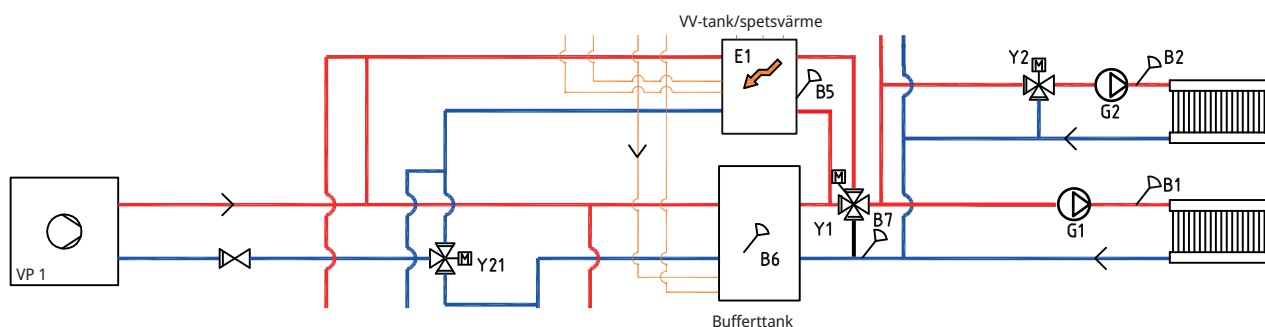 VV-tank/spetsvärme
E1
B5
Y2
M
B2
G2
VP 1
M
Y21
B6
M
Y1
B7
G1
B1
Bufferttank